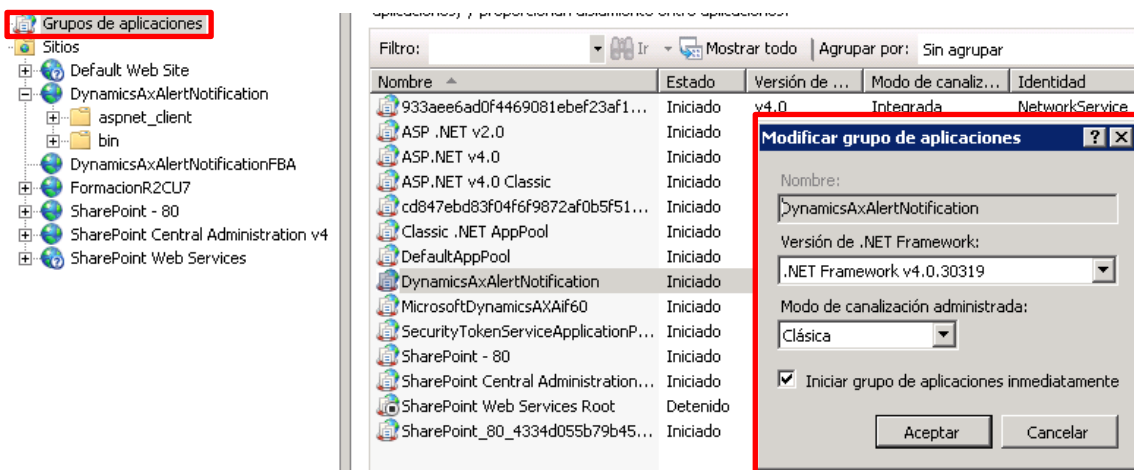 Grupos de aplicaciones
Sitios
Default Web Site
DynamicsAxAlertNotification
aspnet_client
bin
DynamicsAxAlertNotificationFBA
FormacionR2CU7
SharePoint - 80
SharePoint Central Administration v4
SharePoint Web Services
aplicaciones, y proporcionan aislamiento entre aplicaciones.
Filtro: Ir Mostrar todo Agrupar por: Sin agrupar
Nombre Estado Versión de ... Modo de canaliz... Identidad
933aee6ad0f4469081ebef23af1... Iniciado v4.0 Integrada NetworkService
ASP .NET v2.0 Iniciado
ASP.NET v4.0 Iniciado
ASP.NET v4.0 Classic Iniciado
cd847ebd83f04f6f9872af0b5f51... Iniciado
Classic .NET AppPool Iniciado
DefaultAppPool Iniciado
DynamicsAxAlertNotification Iniciado
MicrosoftDynamicsAXAif60 Iniciado
SecurityTokenServiceApplicationP... Iniciado
SharePoint - 80 Iniciado
SharePoint Central Administration... Iniciado
SharePoint Web Services Root Detenido
SharePoint_80_4334d055b79b45... Iniciado
Modificar grupo de aplicaciones
Nombre:
DynamicsAxAlertNotification
Versión de .NET Framework:
.NET Framework v4.0.30319
Modo de canalización administrada:
Clásica
Iniciar grupo de aplicaciones inmediatamente
Aceptar Cancelar